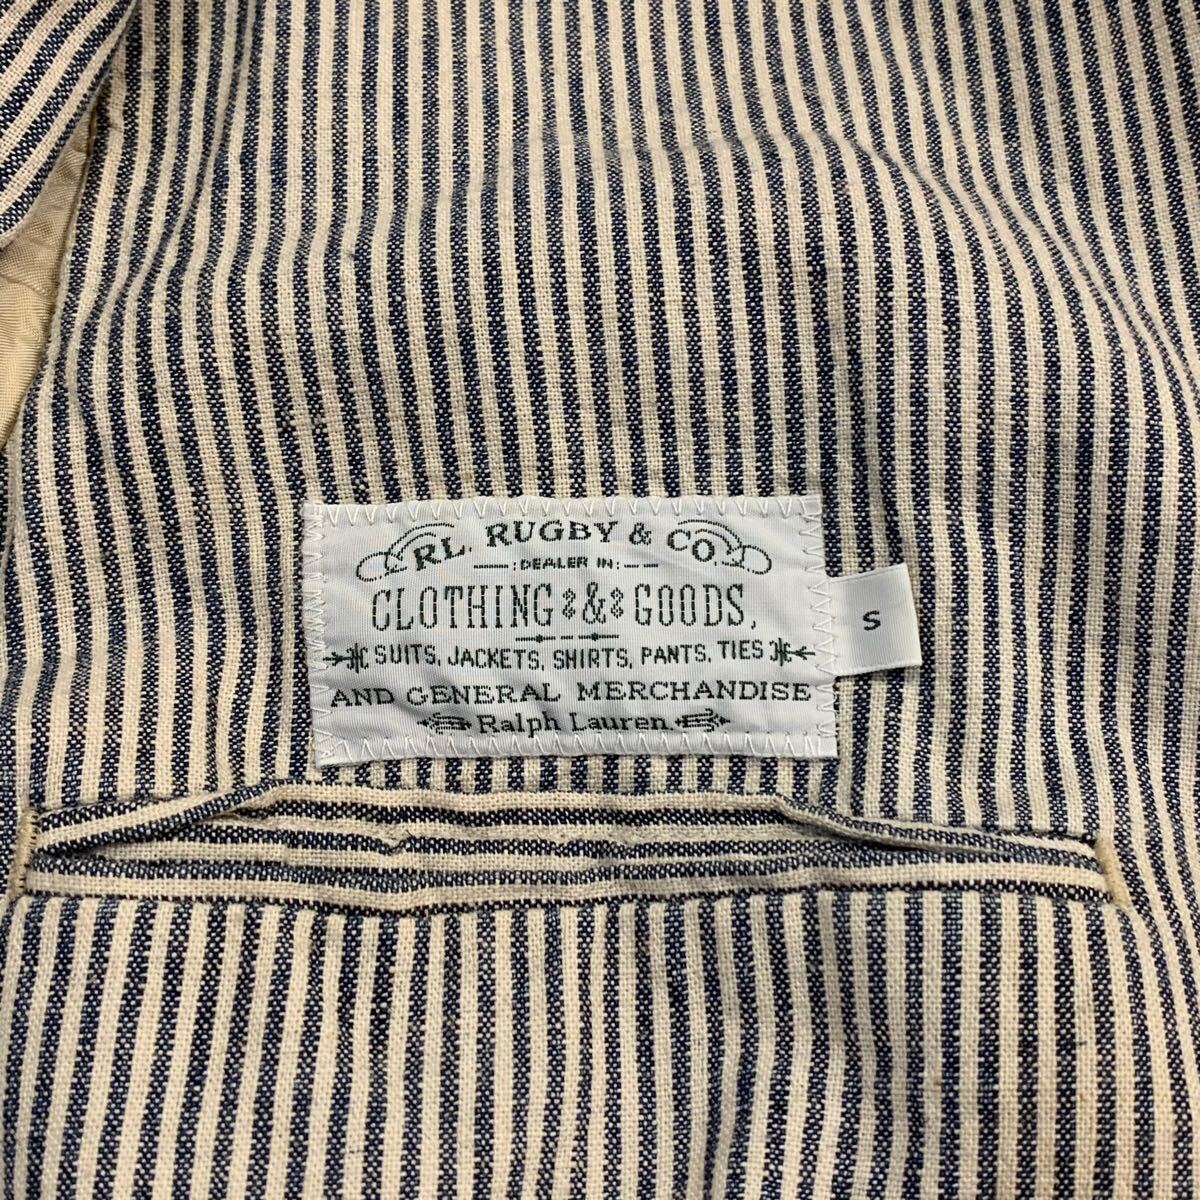 RL. RUGBY & CO.
DEALER IN:
CLOTHING & GOODS,
SUITS, JACKETS, SHIRTS, PANTS, TIES
AND GENERAL MERCHANDISE
Ralph Lauren
S